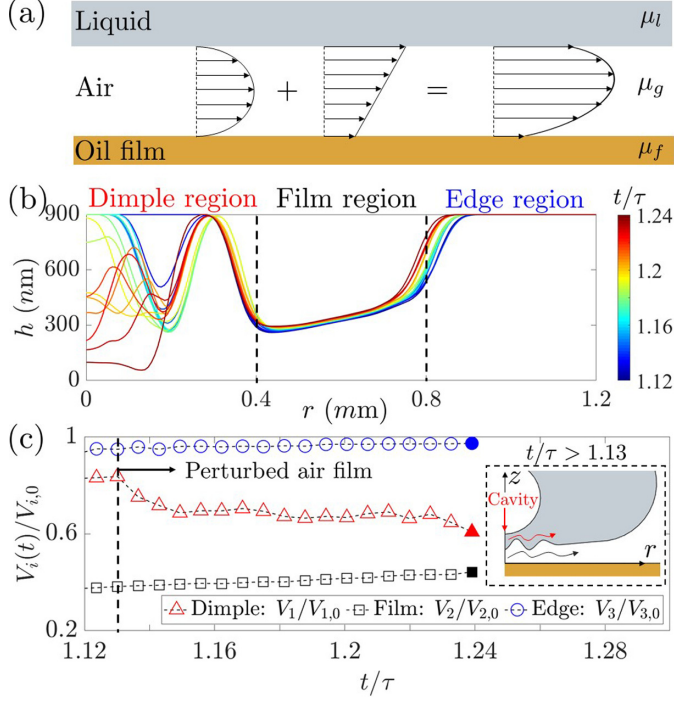 (a)
Liquid μ_l
Air + = μ_g
Oil film μ_f
(b) Dimple region Film region Edge region t/τ
h (nm)
900
600
300
0
0 0.4 0.8 1.2
r (mm)
1.24
1.2
1.16
1.12
(c)
V_i(t)/V_{i,0}
1
0.6
0.2
Perturbed air film
t/τ > 1.13
z
Cavity
r
Dimple: V_1/V_{1,0} Film: V_2/V_{2,0} Edge: V_3/V_{3,0}
1.12 1.16 1.2 1.24 1.28
t/τ